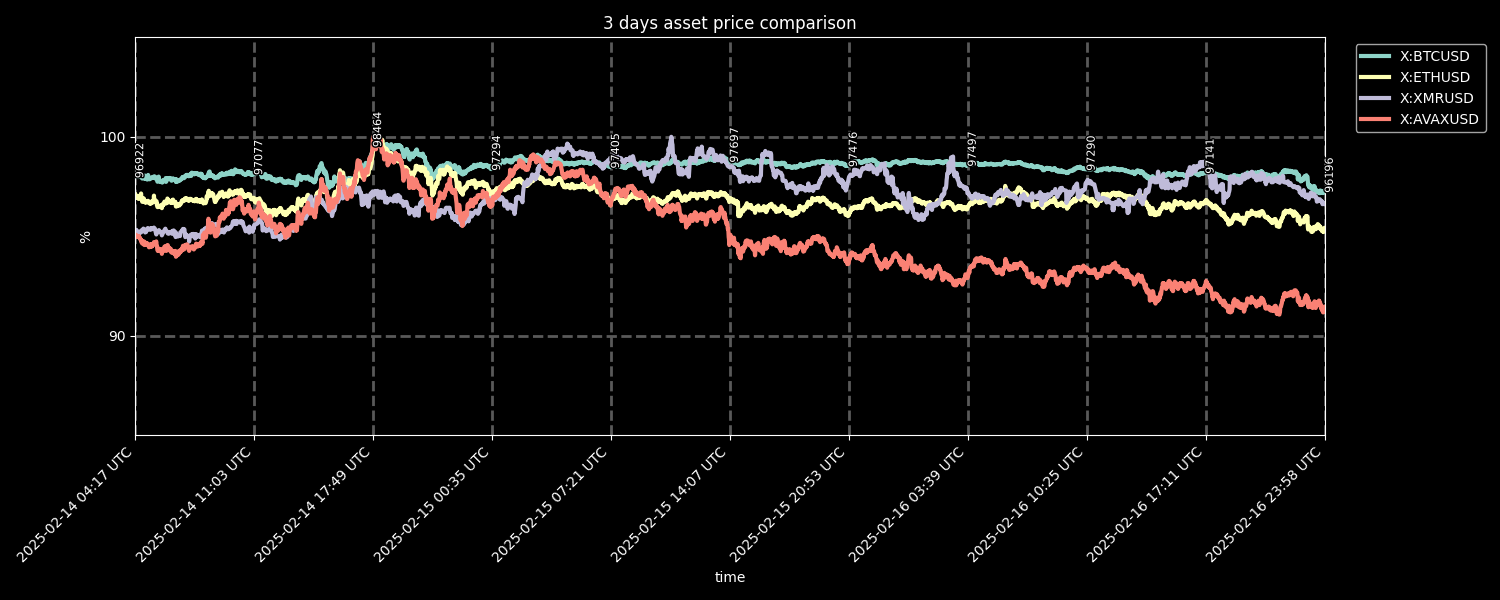 3 days asset price comparison
X:BTCUSD
X:ETHUSD
X:XMRUSD
X:AVAXUSD
100
90
%
96922
97077
98464
97294
97405
97697
97476
97497
97290
97141
96196
2025-02-14 04:17 UTC
2025-02-14 11:03 UTC
2025-02-14 17:49 UTC
2025-02-15 00:35 UTC
2025-02-15 07:21 UTC
2025-02-15 14:07 UTC
2025-02-15 20:53 UTC
2025-02-16 03:39 UTC
2025-02-16 10:25 UTC
2025-02-16 17:11 UTC
2025-02-16 23:58 UTC
time